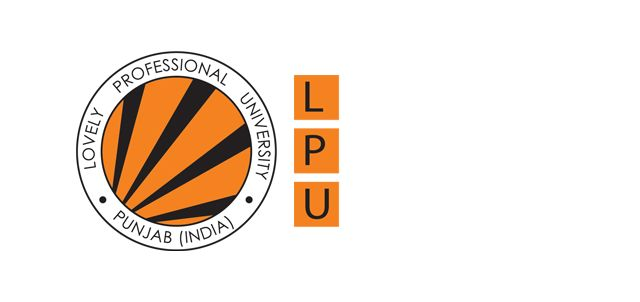 LOVELY PROFESSIONAL UNIVERSITY
PUNJAB (INDIA)
L
P
U